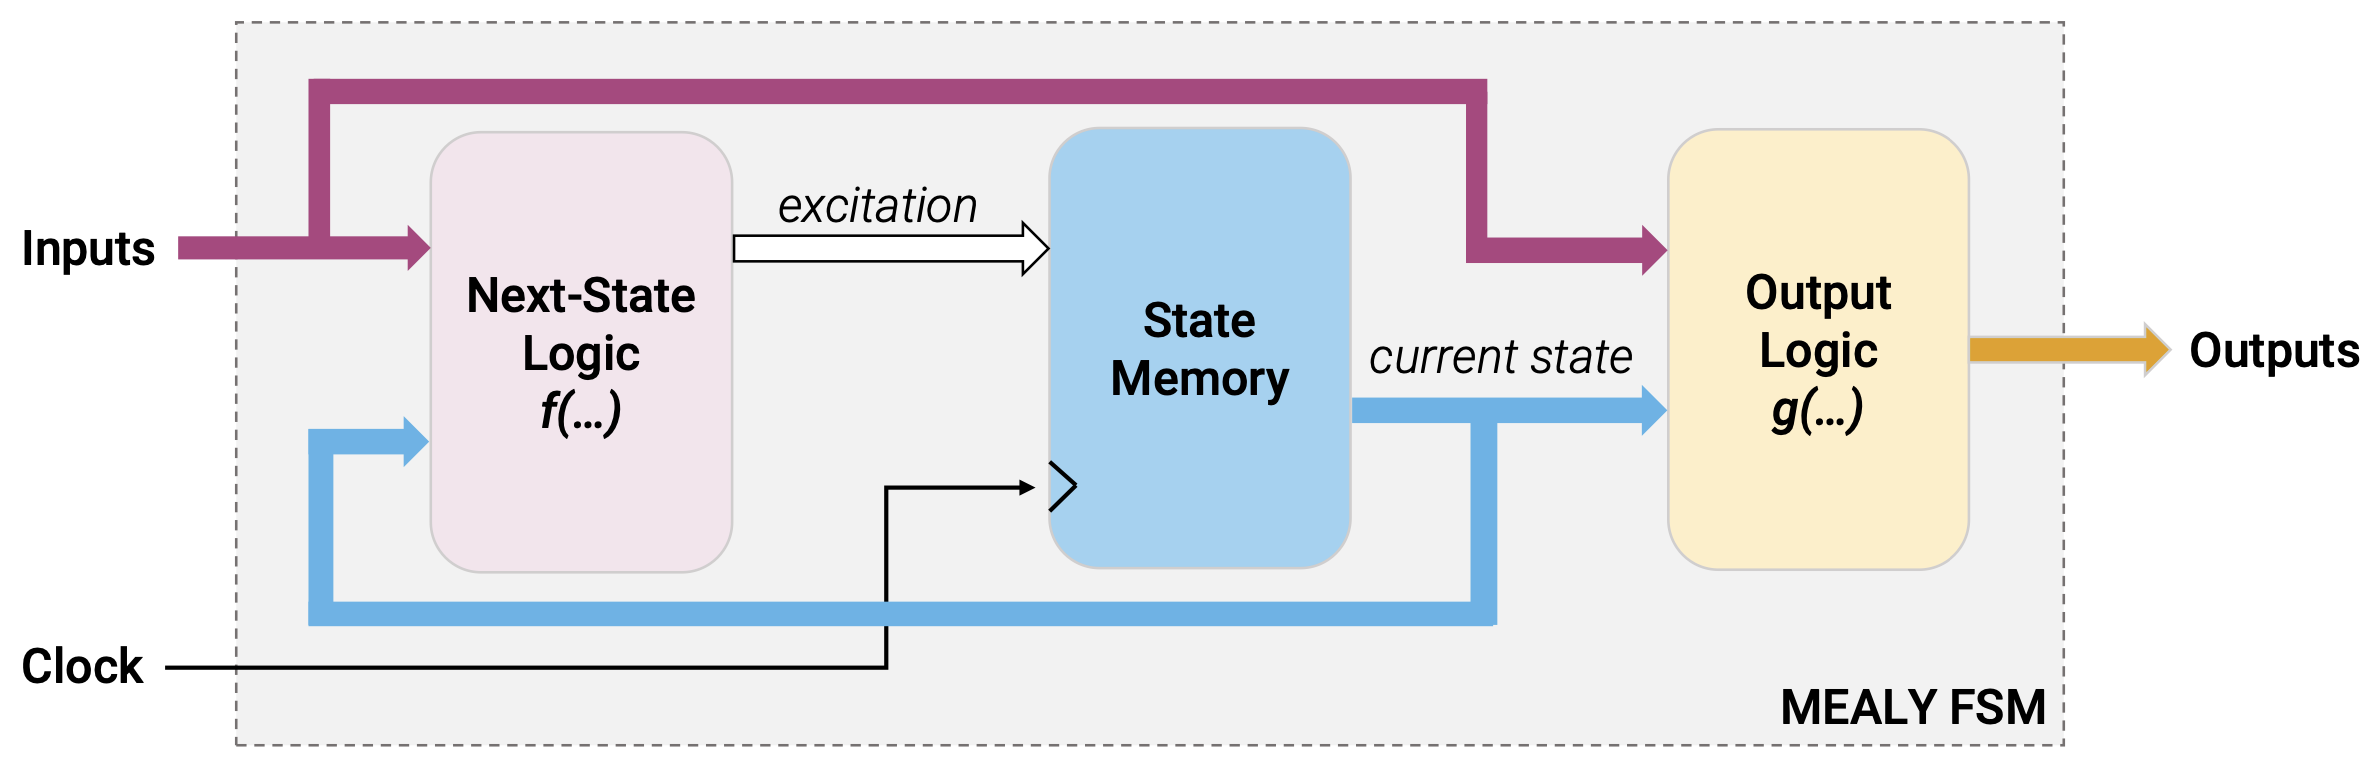 Inputs
Next-State
Logic
f(...)
excitation
State
Memory
current state
Output
Logic
g(...)
Outputs
Clock
MEALY FSM